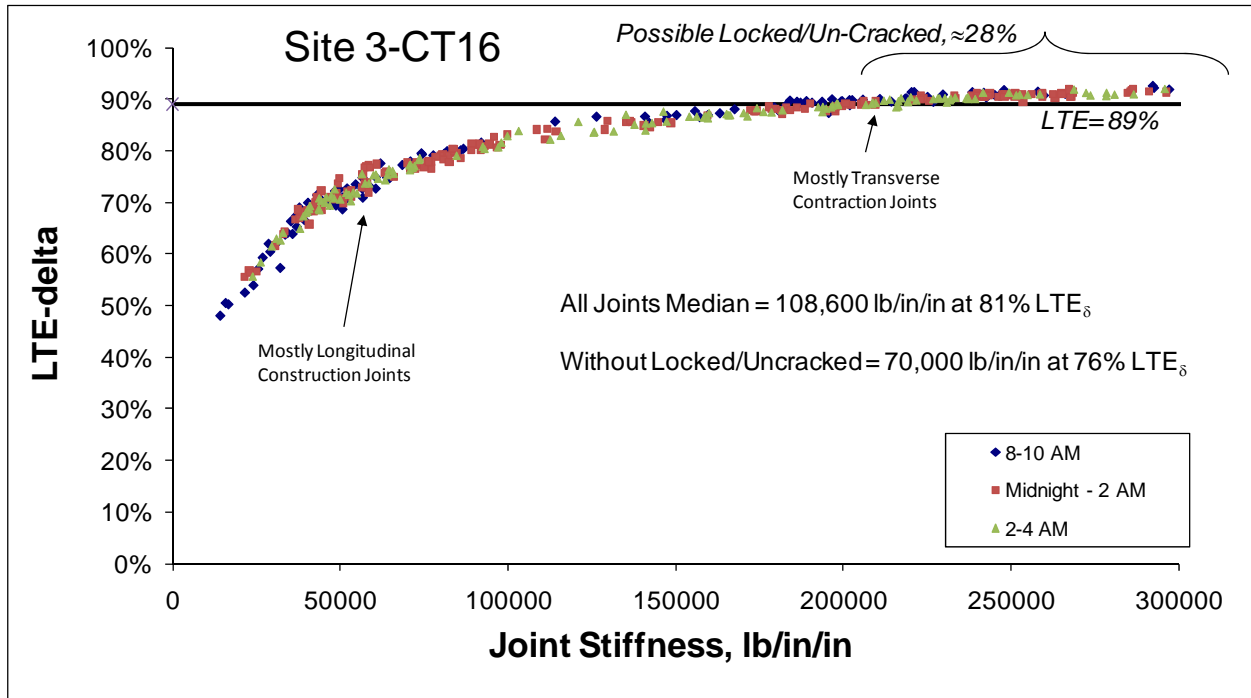 Site 3-CT16
Possible Locked/Un-Cracked, ≈28%
LTE-delta
100%
90%
80%
70%
60%
50%
40%
30%
20%
10%
0%
LTE=89%
Mostly Transverse
Contraction Joints
Mostly Longitudinal
Construction Joints
All Joints Median = 108,600 lb/in/in at 81% LTEδ
Without Locked/Uncracked = 70,000 lb/in/in at 76% LTEδ
8-10 AM
Midnight - 2 AM
2-4 AM
0 50000 100000 150000 200000 250000 300000
Joint Stiffness, lb/in/in